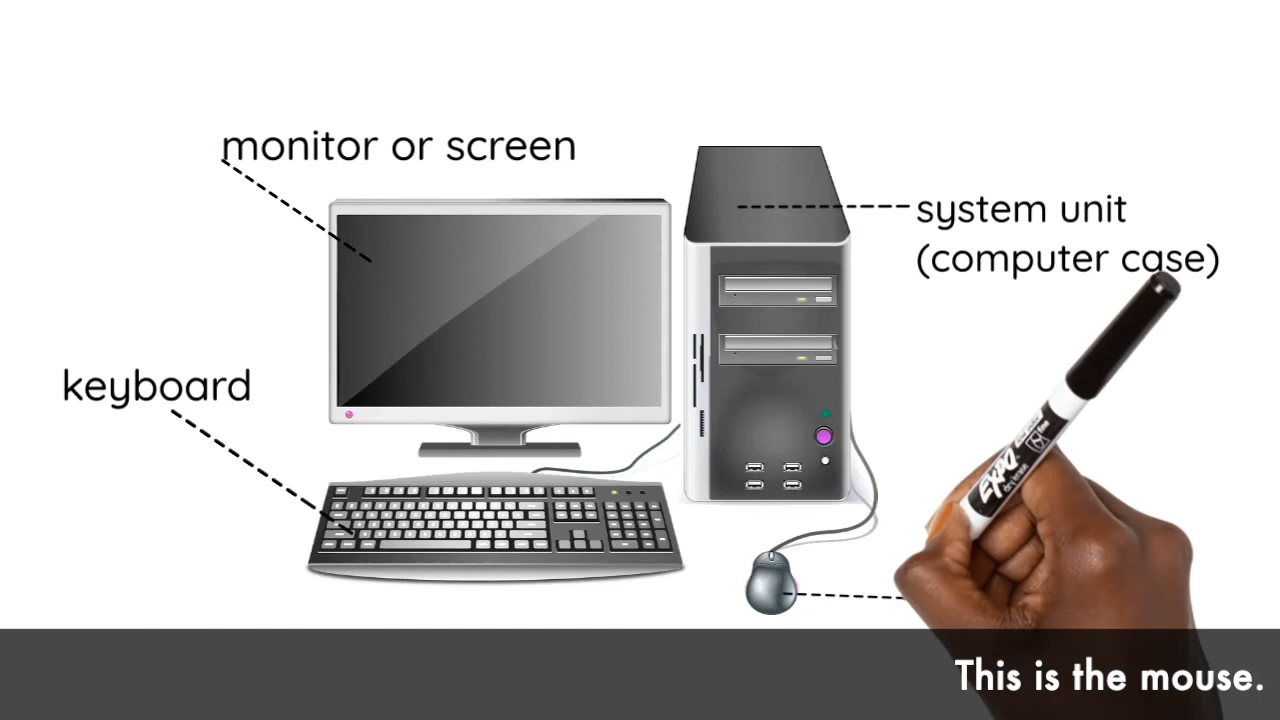 monitor or screen
system unit
(computer case)
keyboard
EXPO
This is the mouse.